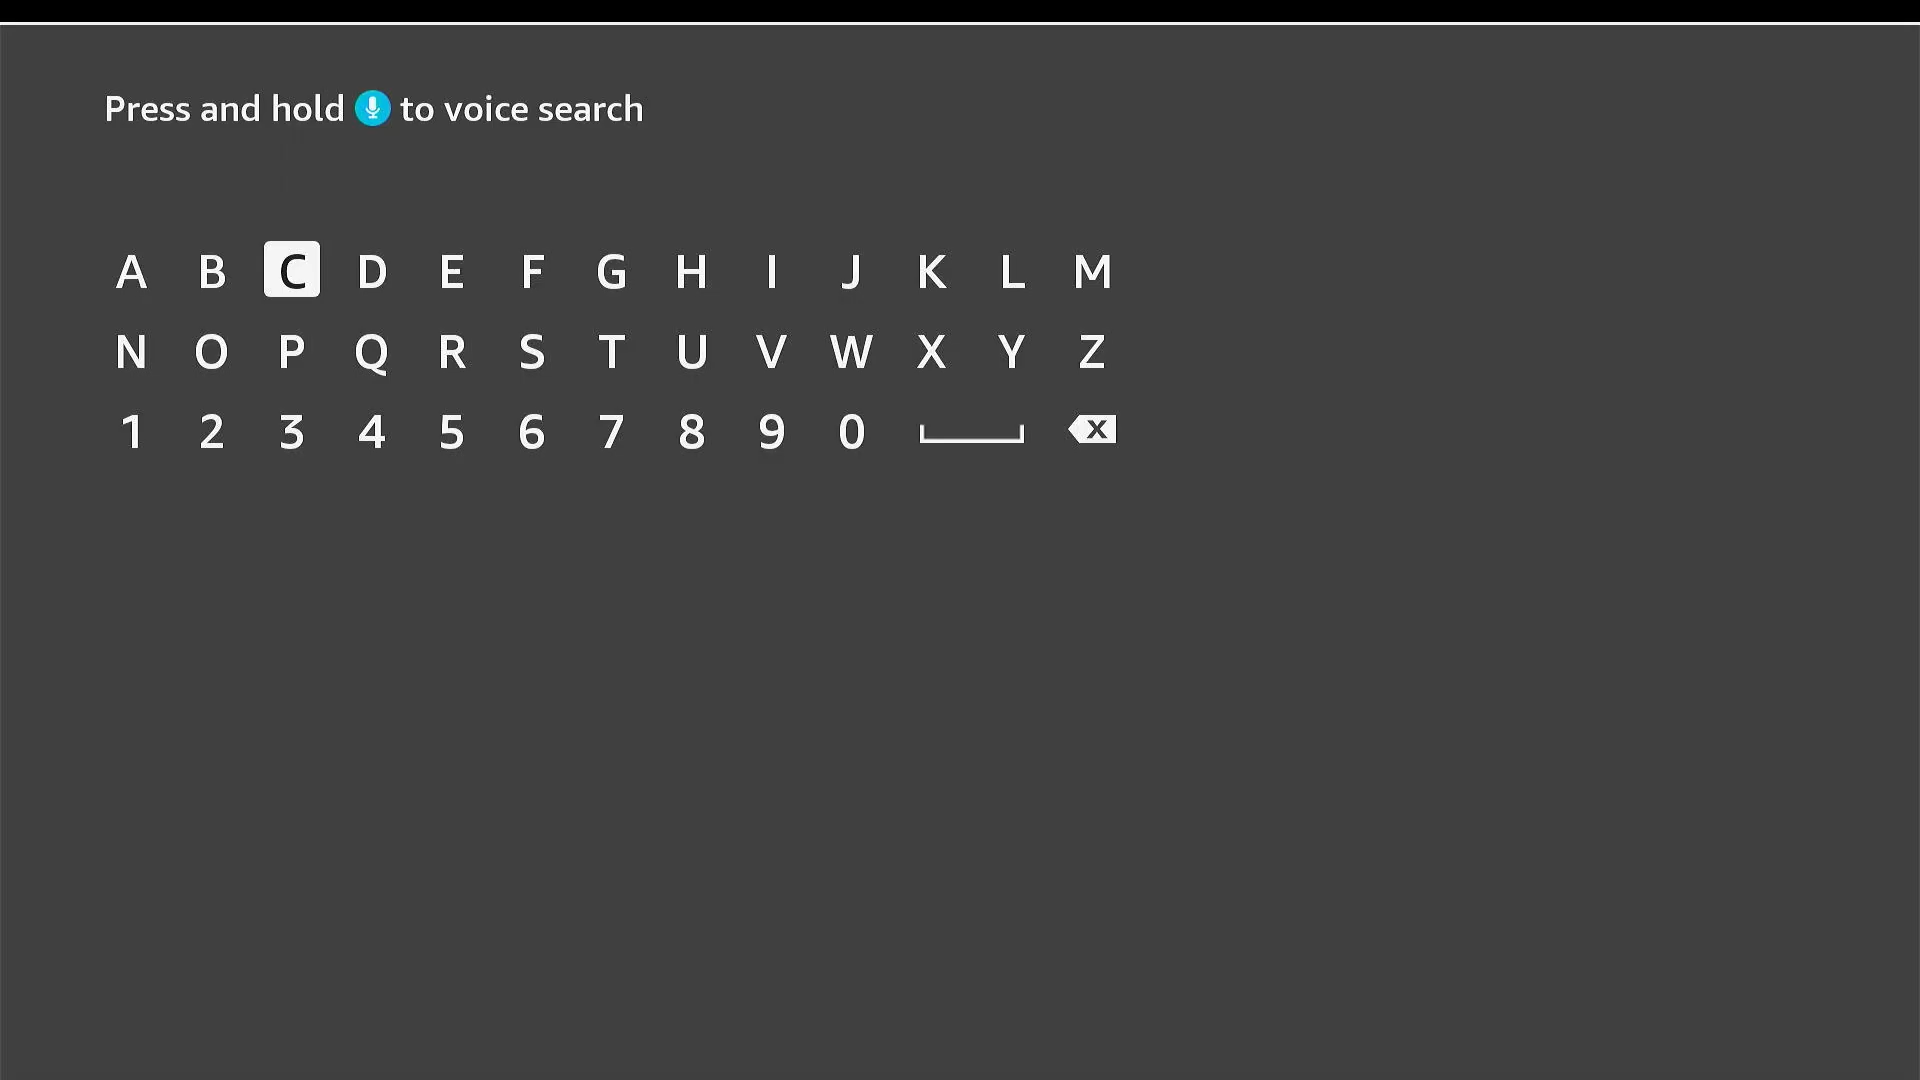 Press and hold to voice search
A B C D E F G H I J K L M
N O P Q R S T U V W X Y Z
1 2 3 4 5 6 7 8 9 0